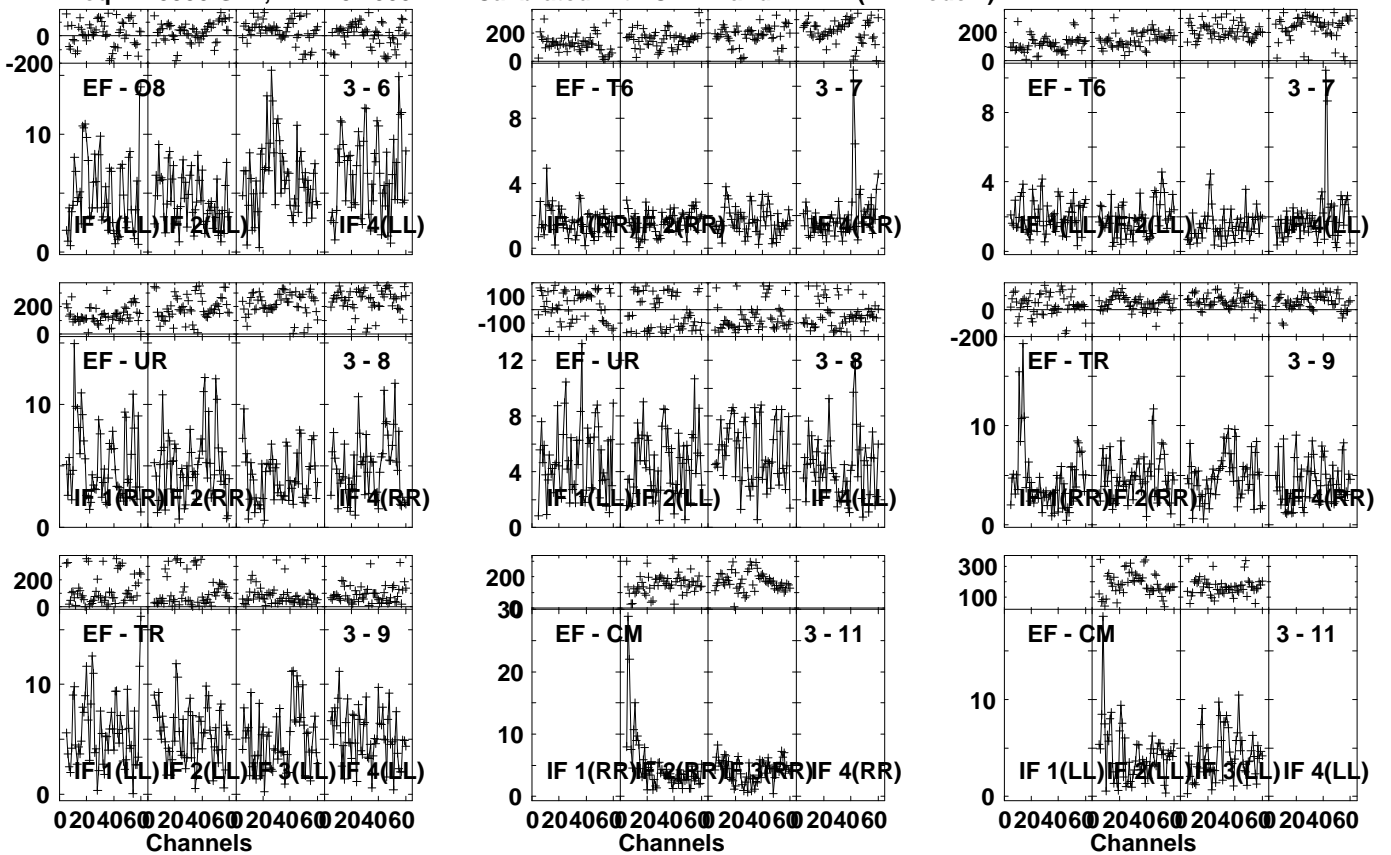 0
-200
EF - O8 3 - 6
10
0
IF 1(LL) IF 2(LL) IF 4(LL)
200
0
EF - T6 3 - 7
8
4
0
IF 1(RR) IF 2(RR) IF 4(RR)
200
0
EF - T6 3 - 7
8
4
0
IF 1(LL) IF 2(LL) IF 4(LL)
200
0
EF - UR 3 - 8
10
0
IF 1(RR) IF 2(RR) IF 4(RR)
100
-100
EF - UR 3 - 8
12
8
4
0
IF 1(LL) IF 2(LL) IF 4(LL)
0
-200
EF - TR 3 - 9
10
0
IF 1(RR) IF 2(RR) IF 4(RR)
200
0
EF - TR 3 - 9
10
0
IF 1(LL) IF 2(LL) IF 3(LL) IF 4(LL)
0 20 40 60 0 20 40 60 0 20 40 60 0 20 40 60
Channels
200
0
EF - CM 3 - 11
30
20
10
0
IF 1(RR) IF 2(RR) IF 3(RR) IF 4(RR)
0 20 40 60 0 20 40 60 0 20 40 60 0 20 40 60
Channels
300
100
EF - CM 3 - 11
10
0
IF 1(LL) IF 2(LL) IF 3(LL) IF 4(LL)
0 20 40 60 0 20 40 60 0 20 40 60 0 20 40 60
Channels